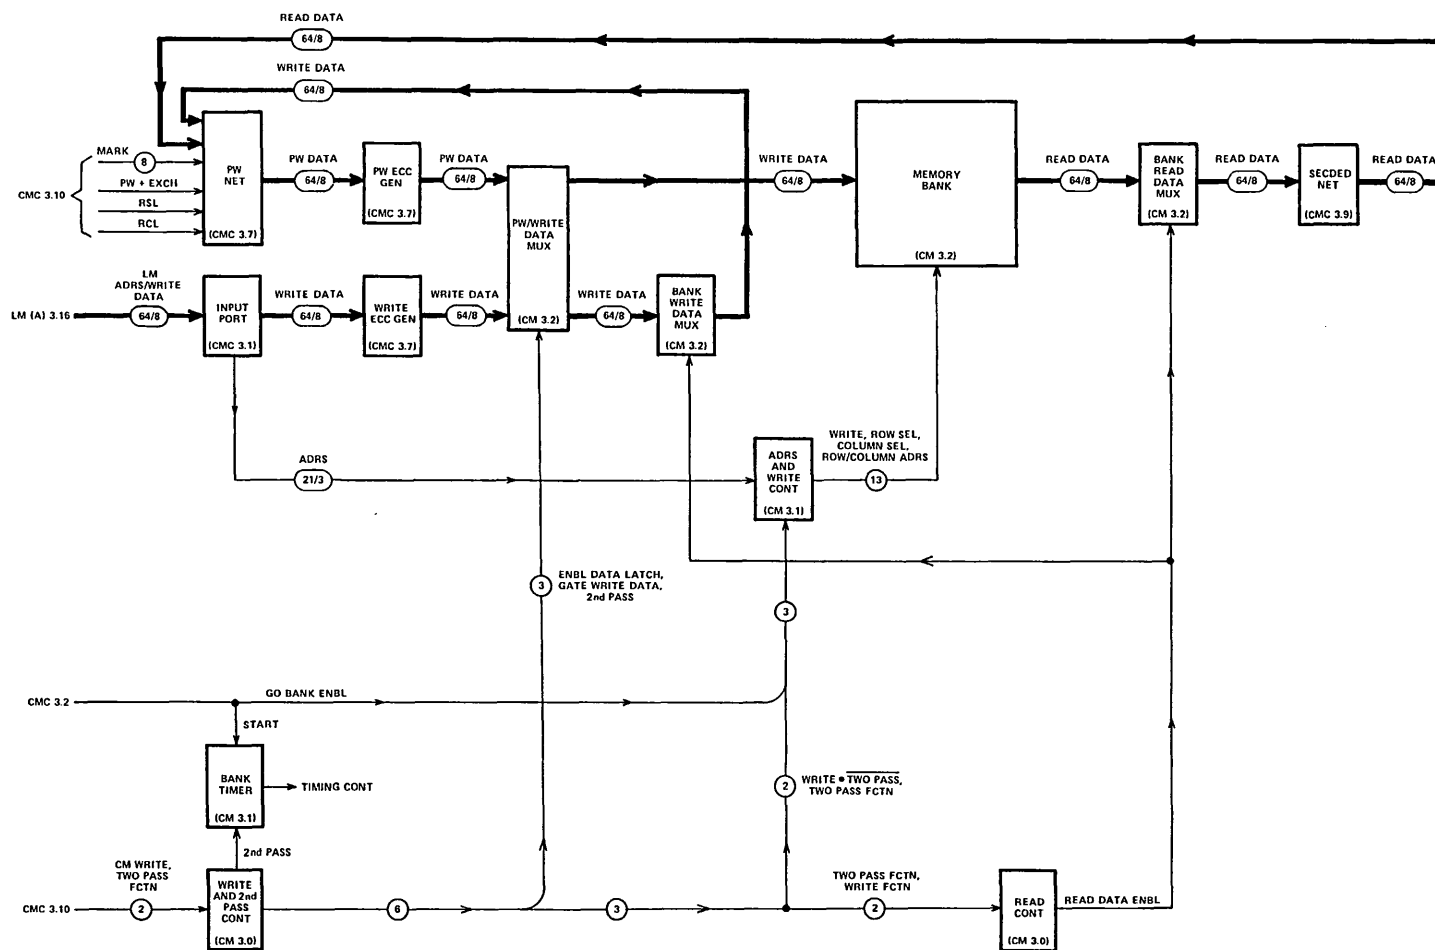 READ DATA
64/8
WRITE DATA
64/8
MARK
8
PW + EXCH
CMC 3.10
RSL
RCL
PW
NET
(CMC 3.7)
PW DATA
64/8
PW ECC
GEN
(CMC 3.7)
PW DATA
64/8
PW/WRITE
DATA
MUX
(CM 3.2)
WRITE DATA
64/8
MEMORY
BANK
(CM 3.2)
READ DATA
64/8
BANK
READ
DATA
MUX
(CM 3.2)
READ DATA
64/8
SECDED
NET
(CMC 3.9)
READ DATA
64/8
LM (A) 3.16
LM
ADRS/WRITE
DATA
64/8
INPUT
PORT
(CMC 3.1)
WRITE DATA
64/8
WRITE
ECC GEN
(CMC 3.7)
WRITE DATA
64/8
WRITE DATA
64/8
BANK
WRITE
DATA
MUX
(CM 3.2)
ADRS
21/3
ADRS
AND
WRITE
CONT
(CM 3.1)
WRITE, ROW SEL,
COLUMN SEL,
ROW/COLUMN ADRS
13
3
ENBL DATA LATCH,
GATE WRITE DATA,
2nd PASS
3
CMC 3.2
GO BANK ENBL
START
BANK
TIMER
(CM 3.1)
TIMING CONT
2
WRITE • TWO PASS,
TWO PASS FCTN
2nd PASS
CMC 3.10
CM WRITE,
TWO PASS
FCTN
2
WRITE
AND 2nd
PASS
CONT
(CM 3.0)
6
3
TWO PASS FCTN,
WRITE FCTN
2
READ
CONT
(CM 3.0)
READ DATA ENBL